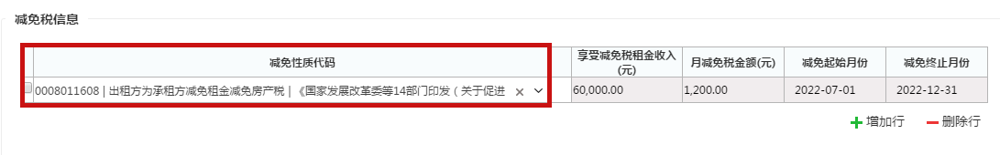 减免税信息
减免性质代码 享受减免税租金收入(元) 月减免税金额(元) 减免起始月份 减免终止月份
0008011608 | 出租方为承租方减免租金减免房产税 | 《国家发展改革委等14部门印发（关于促进 60,000.00 1,200.00 2022-07-01 2022-12-31
增加行 删除行